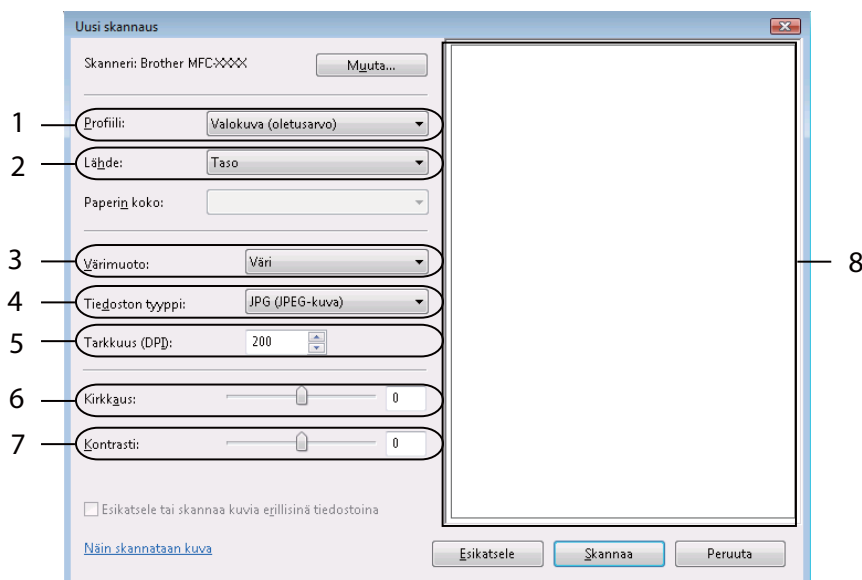 Uusi skannaus
Skanneri: Brother MFC-XXXX
Muuta...
1
Profiili: Valokuva (oletusarvo)
2
Lähde: Taso
Paperin koko:
3
Värimuoto: Väri
4
Tiedoston tyyppi: JPG (JPEG-kuva)
5
Tarkkuus (DPI): 200
6
Kirkkaus: 0
7
Kontrasti: 0
8
Esikatsele tai skannaa kuvia erillisinä tiedostoina
Näin skannataan kuva
Esikatsele Skannaa Peruuta